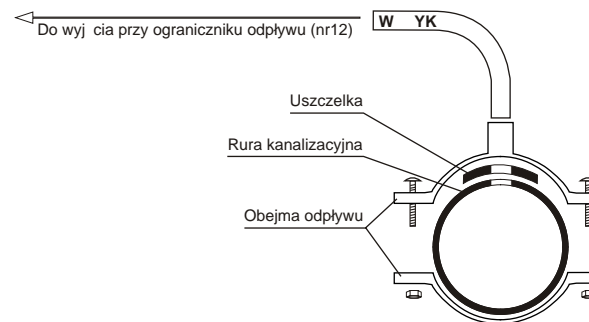 Do wyj cia przy ograniczniku odpływu (nr12)
W YK
Uszczelka
Rura kanalizacyjna
Obejma odpływu